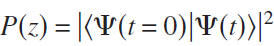 P(z) = |⟨Ψ(t = 0)|Ψ(t)⟩|²